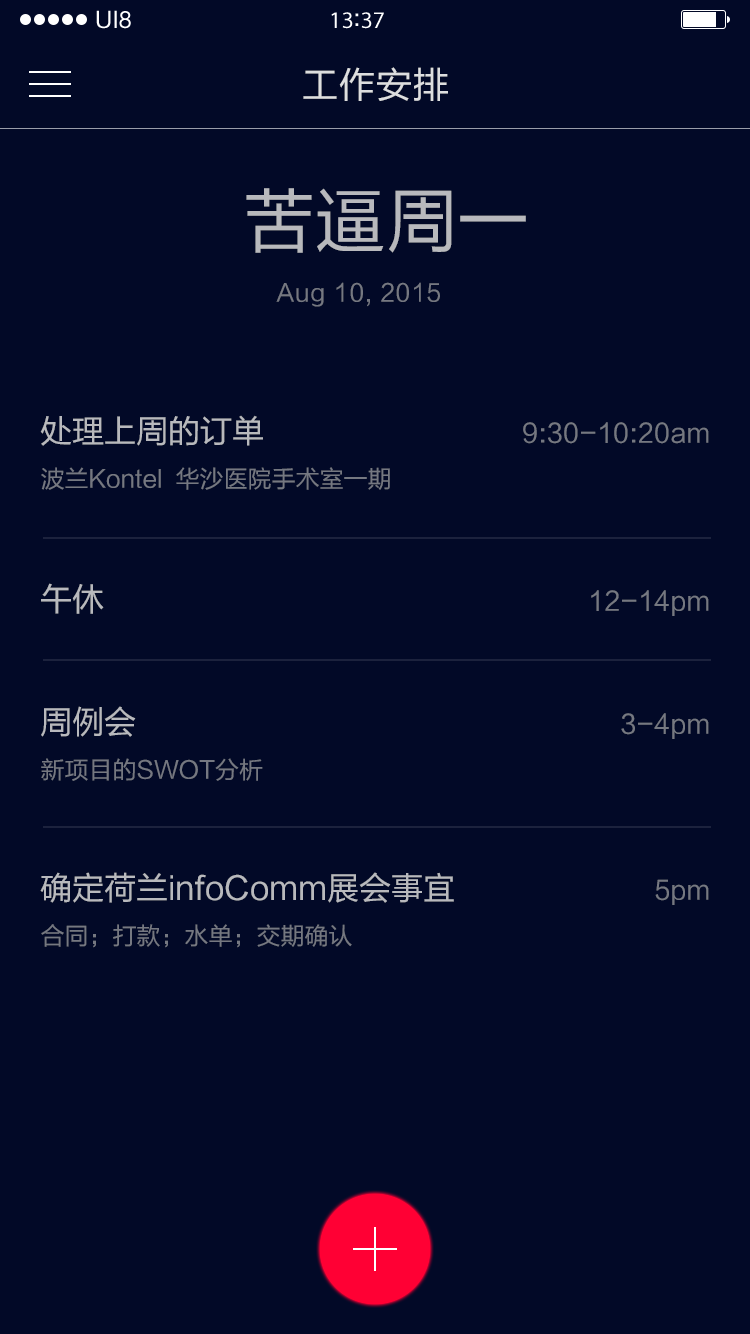 UI8 13:37
工作安排
苦逼周一
Aug 10, 2015
处理上周的订单 9:30-10:20am
波兰Kontel 华沙医院手术室一期
午休 12-14pm
周例会 3-4pm
新项目的SWOT分析
确定荷兰infoComm展会事宜 5pm
合同；打款；水单；交期确认